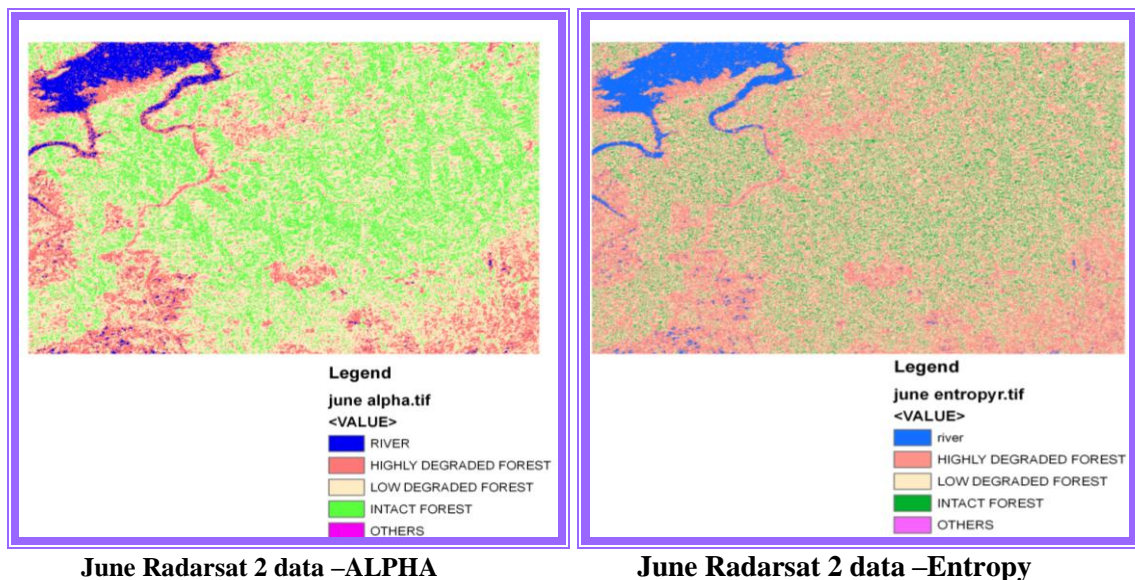 Legend
june alpha.tif
<VALUE>
RIVER
HIGHLY DEGRADED FOREST
LOW DEGRADED FOREST
INTACT FOREST
OTHERS
Legend
june entropyr.tif
<VALUE>
river
HIGHLY DEGRADED FOREST
LOW DEGRADED FOREST
INTACT FOREST
OTHERS
June Radarsat 2 data –ALPHA
June Radarsat 2 data –Entropy